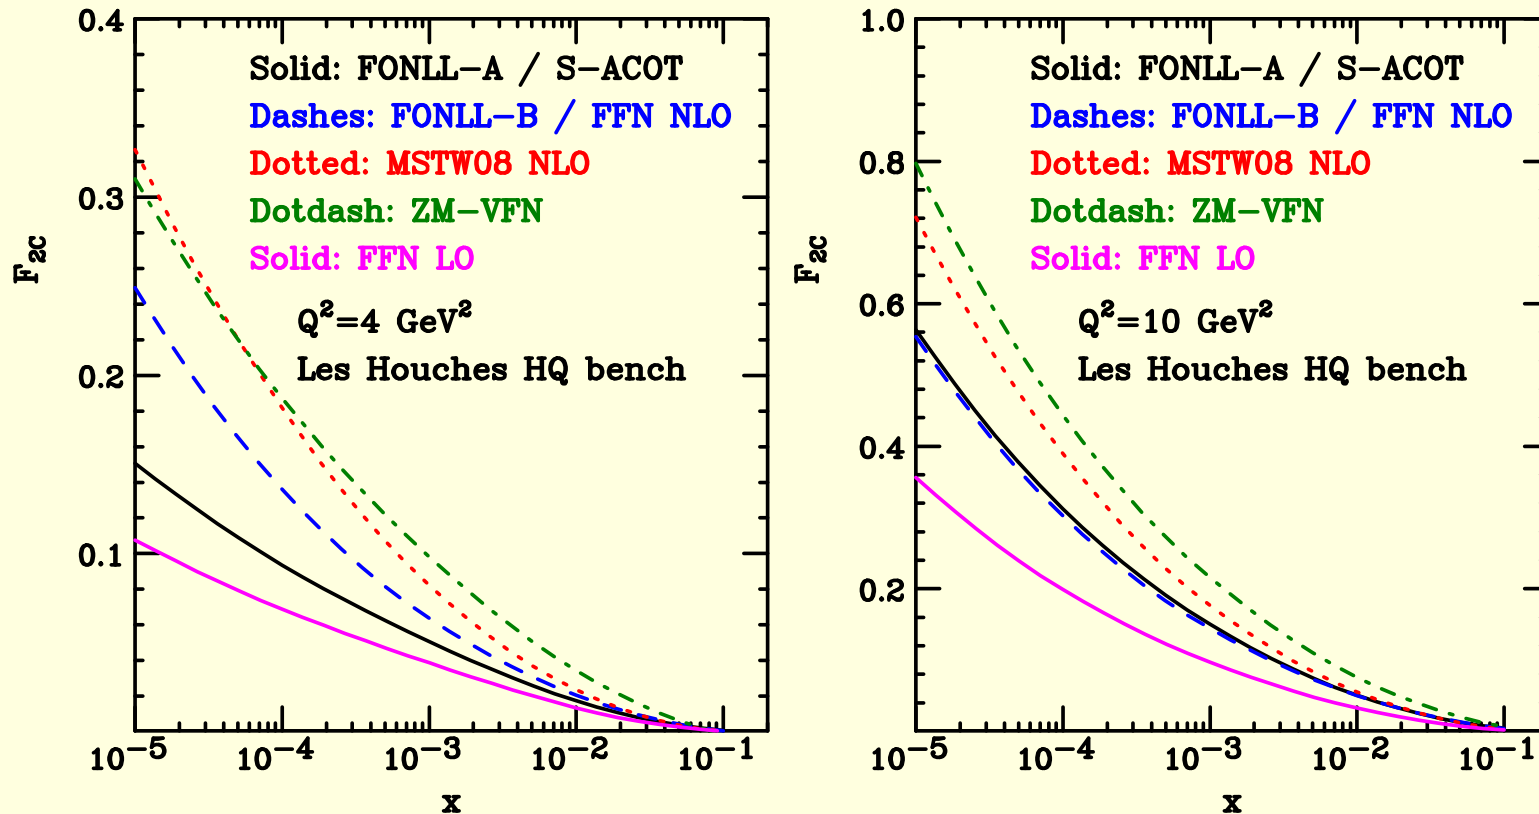 0.4
0.3
0.2
0.1
F2c
Solid: FONLL-A / S-ACOT
Dashes: FONLL-B / FFN NLO
Dotted: MSTW08 NLO
Dotdash: ZM-VFN
Solid: FFN LO
Q²=4 GeV²
Les Houches HQ bench
10⁻⁵ 10⁻⁴ 10⁻³ 10⁻² 10⁻¹
x
1.0
0.8
0.6
0.4
0.2
F2c
Solid: FONLL-A / S-ACOT
Dashes: FONLL-B / FFN NLO
Dotted: MSTW08 NLO
Dotdash: ZM-VFN
Solid: FFN LO
Q²=10 GeV²
Les Houches HQ bench
10⁻⁵ 10⁻⁴ 10⁻³ 10⁻² 10⁻¹
x